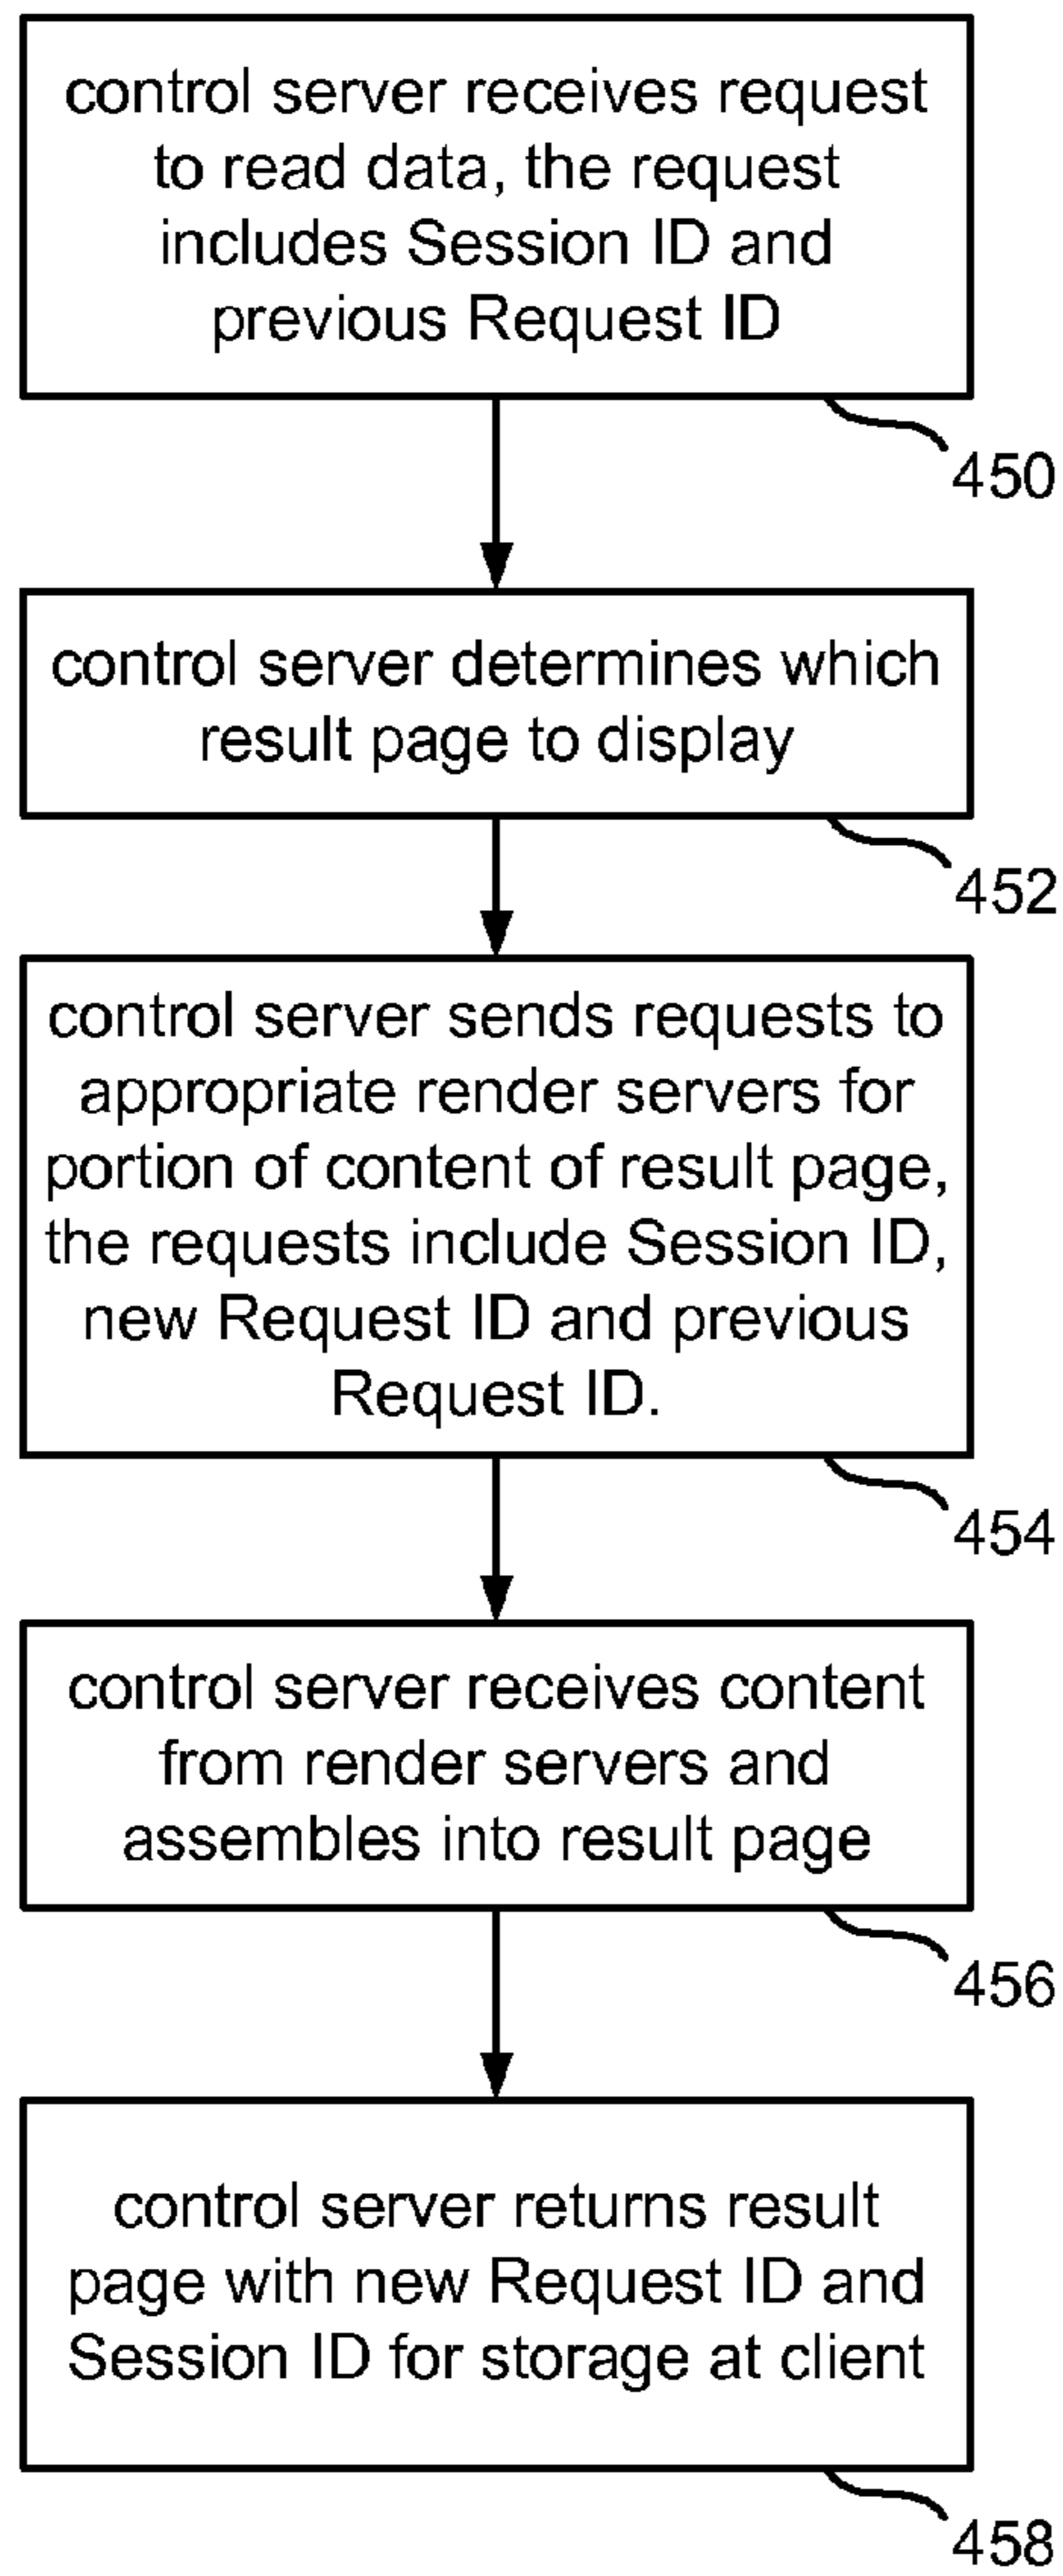 control server receives request
to read data, the request
includes Session ID and
previous Request ID
450
control server determines which
result page to display
452
control server sends requests to
appropriate render servers for
portion of content of result page,
the requests include Session ID,
new Request ID and previous
Request ID.
454
control server receives content
from render servers and
assembles into result page
456
control server returns result
page with new Request ID and
Session ID for storage at client
458